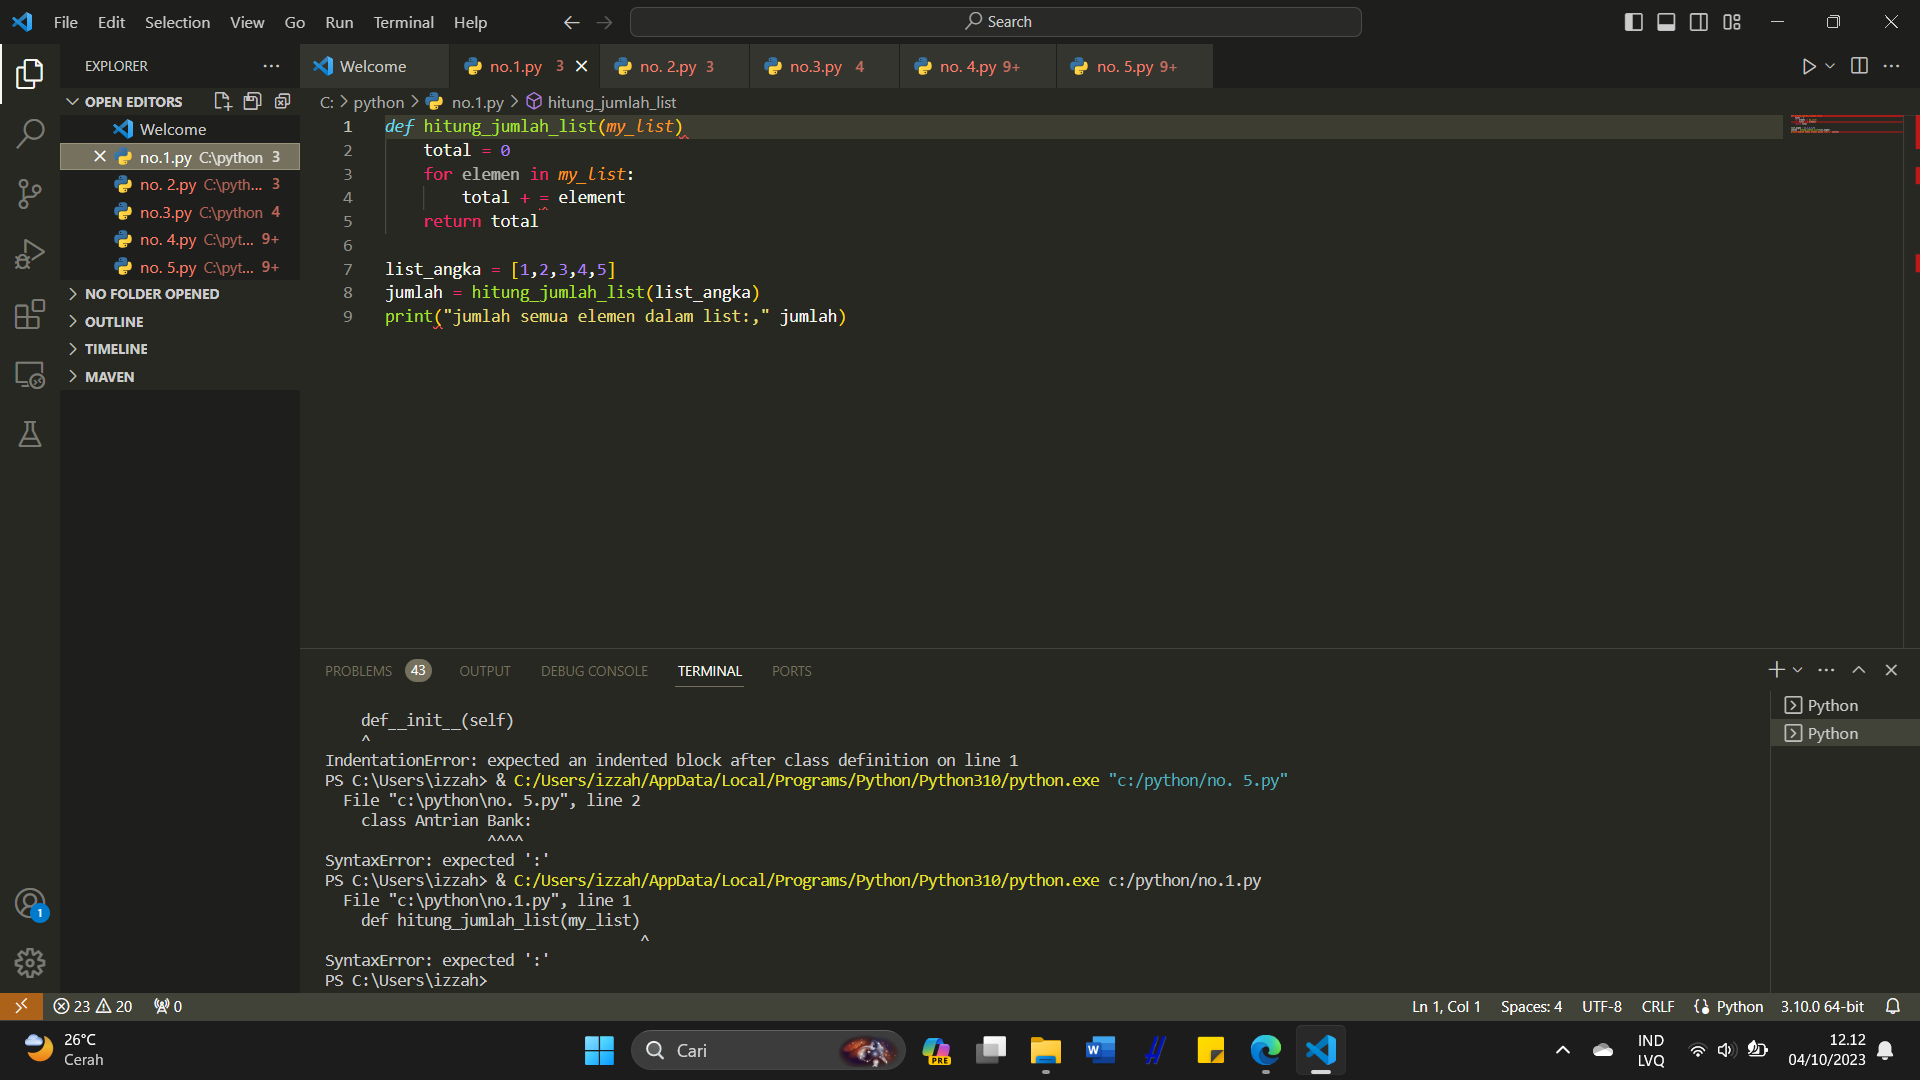 File Edit Selection View Go Run Terminal Help
Search
EXPLORER
OPEN EDITORS
Welcome
no.1.py C:\python 3
no. 2.py C:\pyth... 3
no.3.py C:\python 4
no. 4.py C:\pyt... 9+
no. 5.py C:\pyt... 9+
NO FOLDER OPENED
OUTLINE
TIMELINE
MAVEN
1
Welcome no.1.py 3 no. 2.py 3 no.3.py 4 no. 4.py 9+ no. 5.py 9+
C: > python > no.1.py > hitung_jumlah_list
1 def hitung_jumlah_list(my_list)
2     total = 0
3     for elemen in my_list:
4         total + = element
5     return total
6
7 list_angka = [1,2,3,4,5]
8 jumlah = hitung_jumlah_list(list_angka)
9 print("jumlah semua elemen dalam list:," jumlah)
PROBLEMS 43 OUTPUT DEBUG CONSOLE TERMINAL PORTS
    def__init__(self)
    ^
IndentationError: expected an indented block after class definition on line 1
PS C:\Users\izzah> & C:/Users/izzah/AppData/Local/Programs/Python/Python310/python.exe "c:/python/no. 5.py"
  File "c:\python\no. 5.py", line 2
    class Antrian Bank:
                  ^^^^
SyntaxError: expected ':'
PS C:\Users\izzah> & C:/Users/izzah/AppData/Local/Programs/Python/Python310/python.exe c:/python/no.1.py
  File "c:\python\no.1.py", line 1
    def hitung_jumlah_list(my_list)
                                   ^
SyntaxError: expected ':'
PS C:\Users\izzah>
Python
Python
23 20 0
Ln 1, Col 1 Spaces: 4 UTF-8 CRLF Python 3.10.0 64-bit
26°C
Cerah
Cari
PRE
IND
LVQ
12.12
04/10/2023